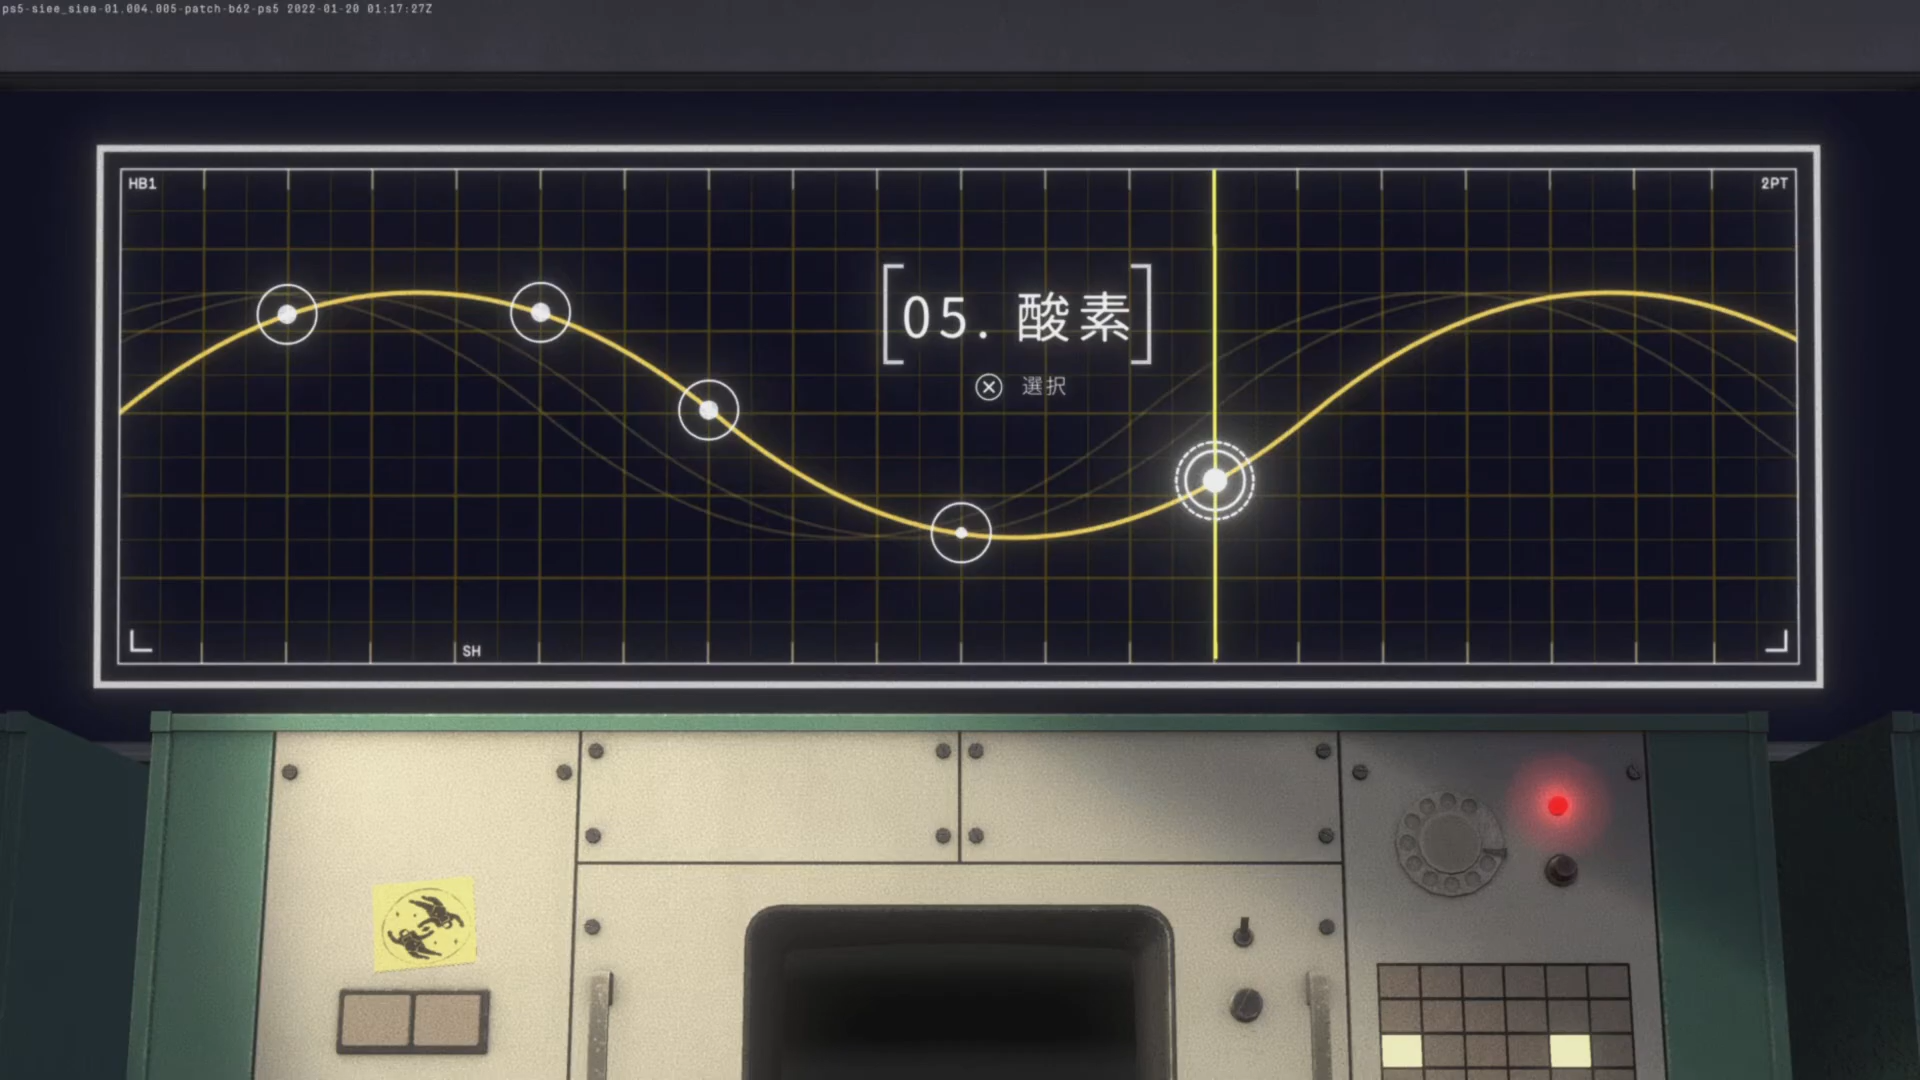 ps5-siee_siea-01.004.005-patch-b62-ps5 2022-01-20 01:17:27Z
HB1
2PT
05. 酸素
選択
SH